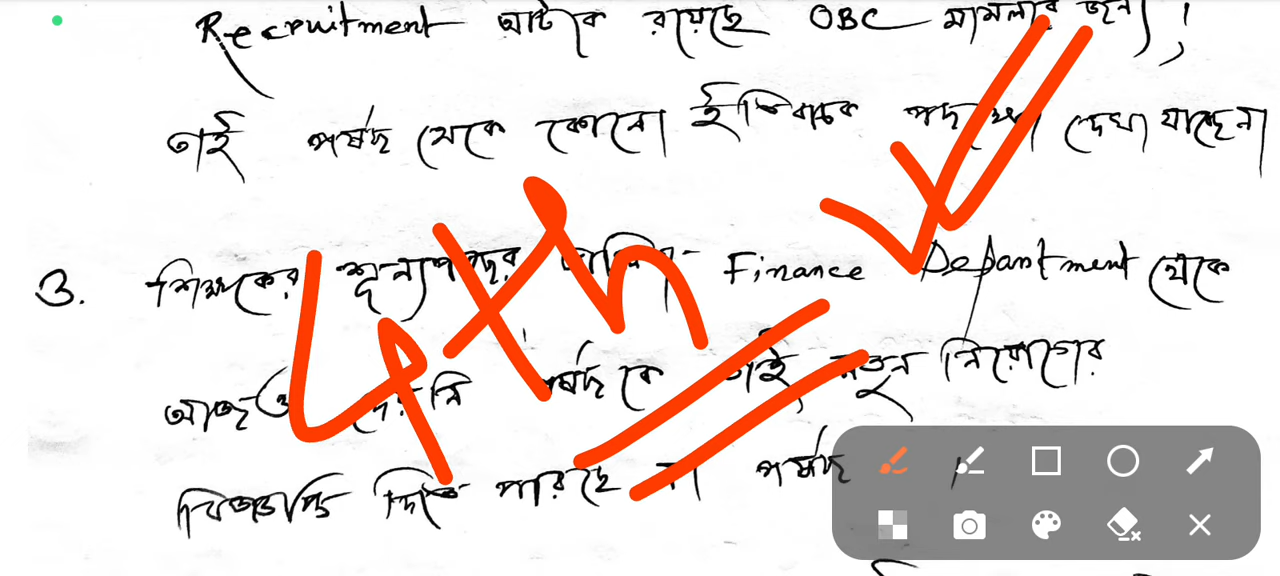 Recruitment আটকে রয়েছে OBC মামলার জন্য ;
তাই পর্ষদ থেকে কোনো ইতিবাচক পদক্ষেপ দেখা যাচ্ছেনা
৩. শিক্ষকের শূন্যপদের Finance Department থেকে
আজও দেয়নি পর্ষদ কে তাই নতুন নিয়োগের
বিজ্ঞপ্তি দিতে পারছে না পর্ষদ
4th